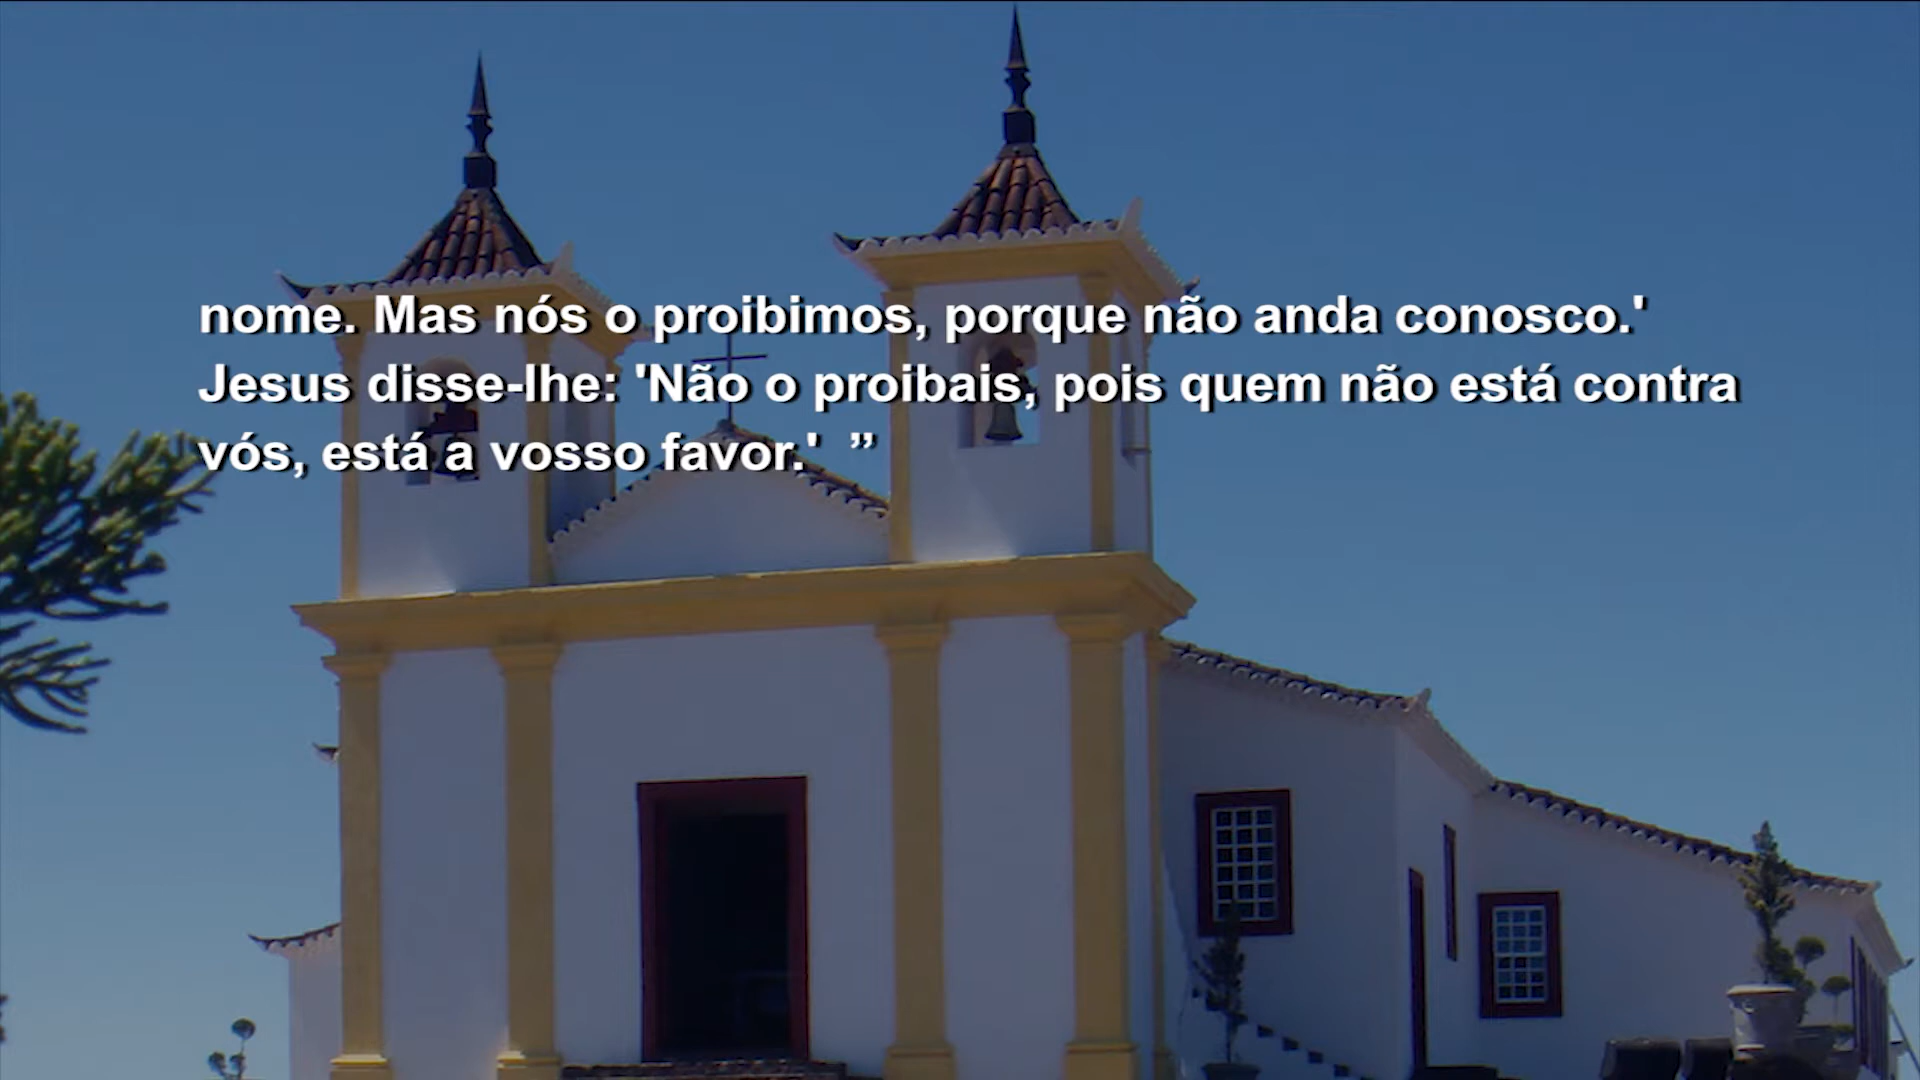 nome. Mas nós o proibimos, porque não anda conosco.'
Jesus disse-lhe: 'Não o proibais, pois quem não está contra
vós, está a vosso favor.'  ”